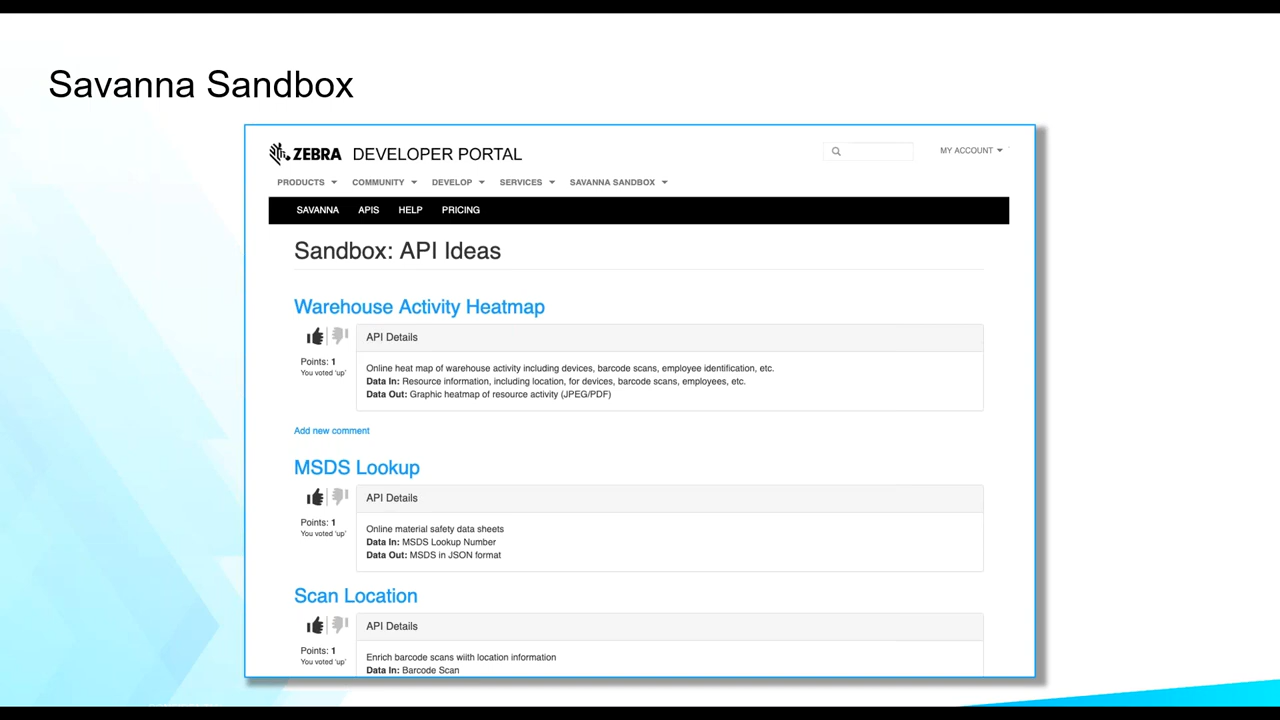 Savanna Sandbox
ZEBRA DEVELOPER PORTAL
MY ACCOUNT
PRODUCTS COMMUNITY DEVELOP SERVICES SAVANNA SANDBOX
SAVANNA APIS HELP PRICING
Sandbox: API Ideas
Warehouse Activity Heatmap
API Details
Points: 1
You voted 'up'
Online heat map of warehouse activity including devices, barcode scans, employee identification, etc.
Data In: Resource information, including location, for devices, barcode scans, employees, etc.
Data Out: Graphic heatmap of resource activity (JPEG/PDF)
Add new comment
MSDS Lookup
API Details
Points: 1
You voted 'up'
Online material safety data sheets
Data In: MSDS Lookup Number
Data Out: MSDS in JSON format
Scan Location
API Details
Points: 1
You voted 'up'
Enrich barcode scans wiith location information
Data In: Barcode Scan